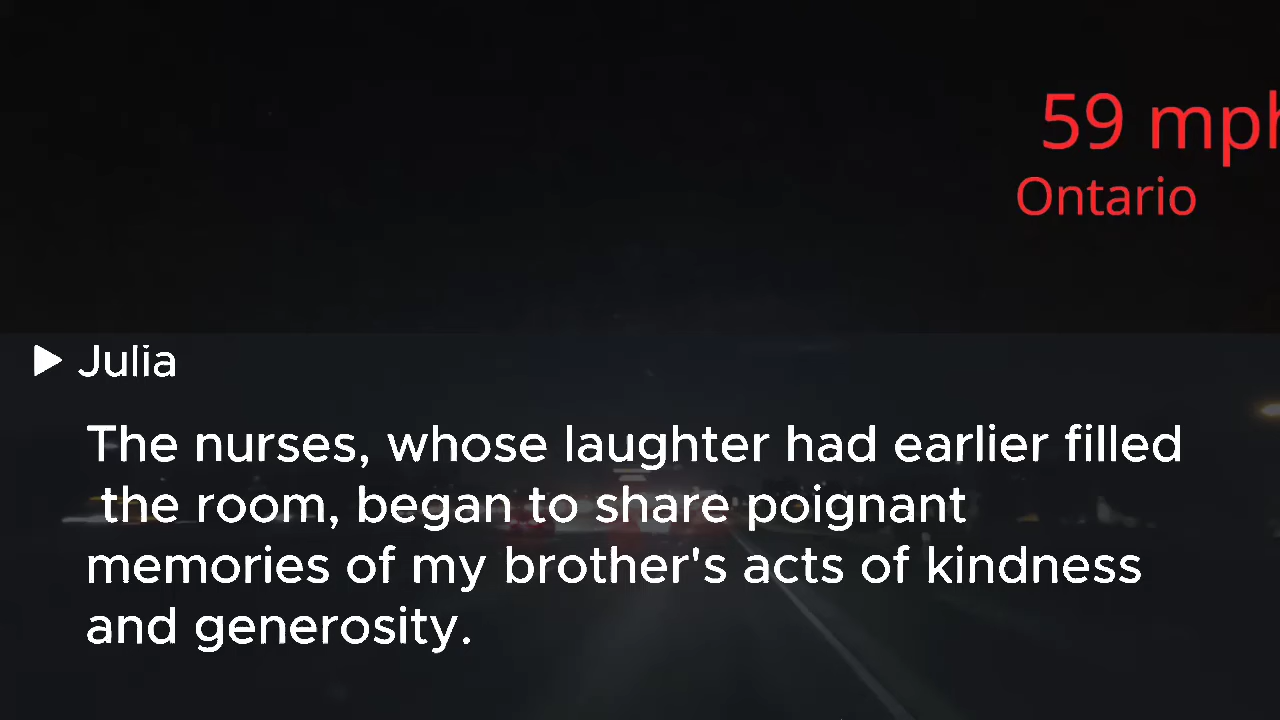 59 mph
Ontario
Julia
The nurses, whose laughter had earlier filled
the room, began to share poignant
memories of my brother's acts of kindness
and generosity.